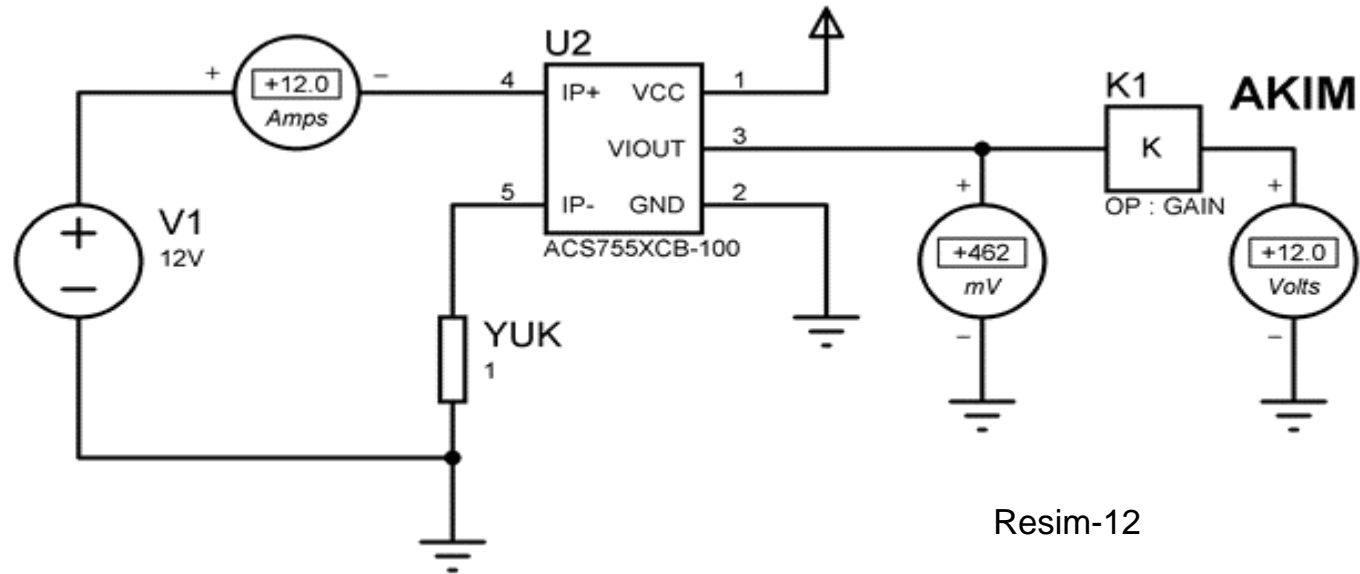 V1
12V
+
−
+12.0
Amps
+
−
U2
4
IP+
VCC
1
VIOUT
3
5
IP-
GND
2
ACS755XCB-100
YUK
1
+
+462
mV
−
K1
K
OP : GAIN
AKIM
+
+12.0
Volts
−
Resim-12